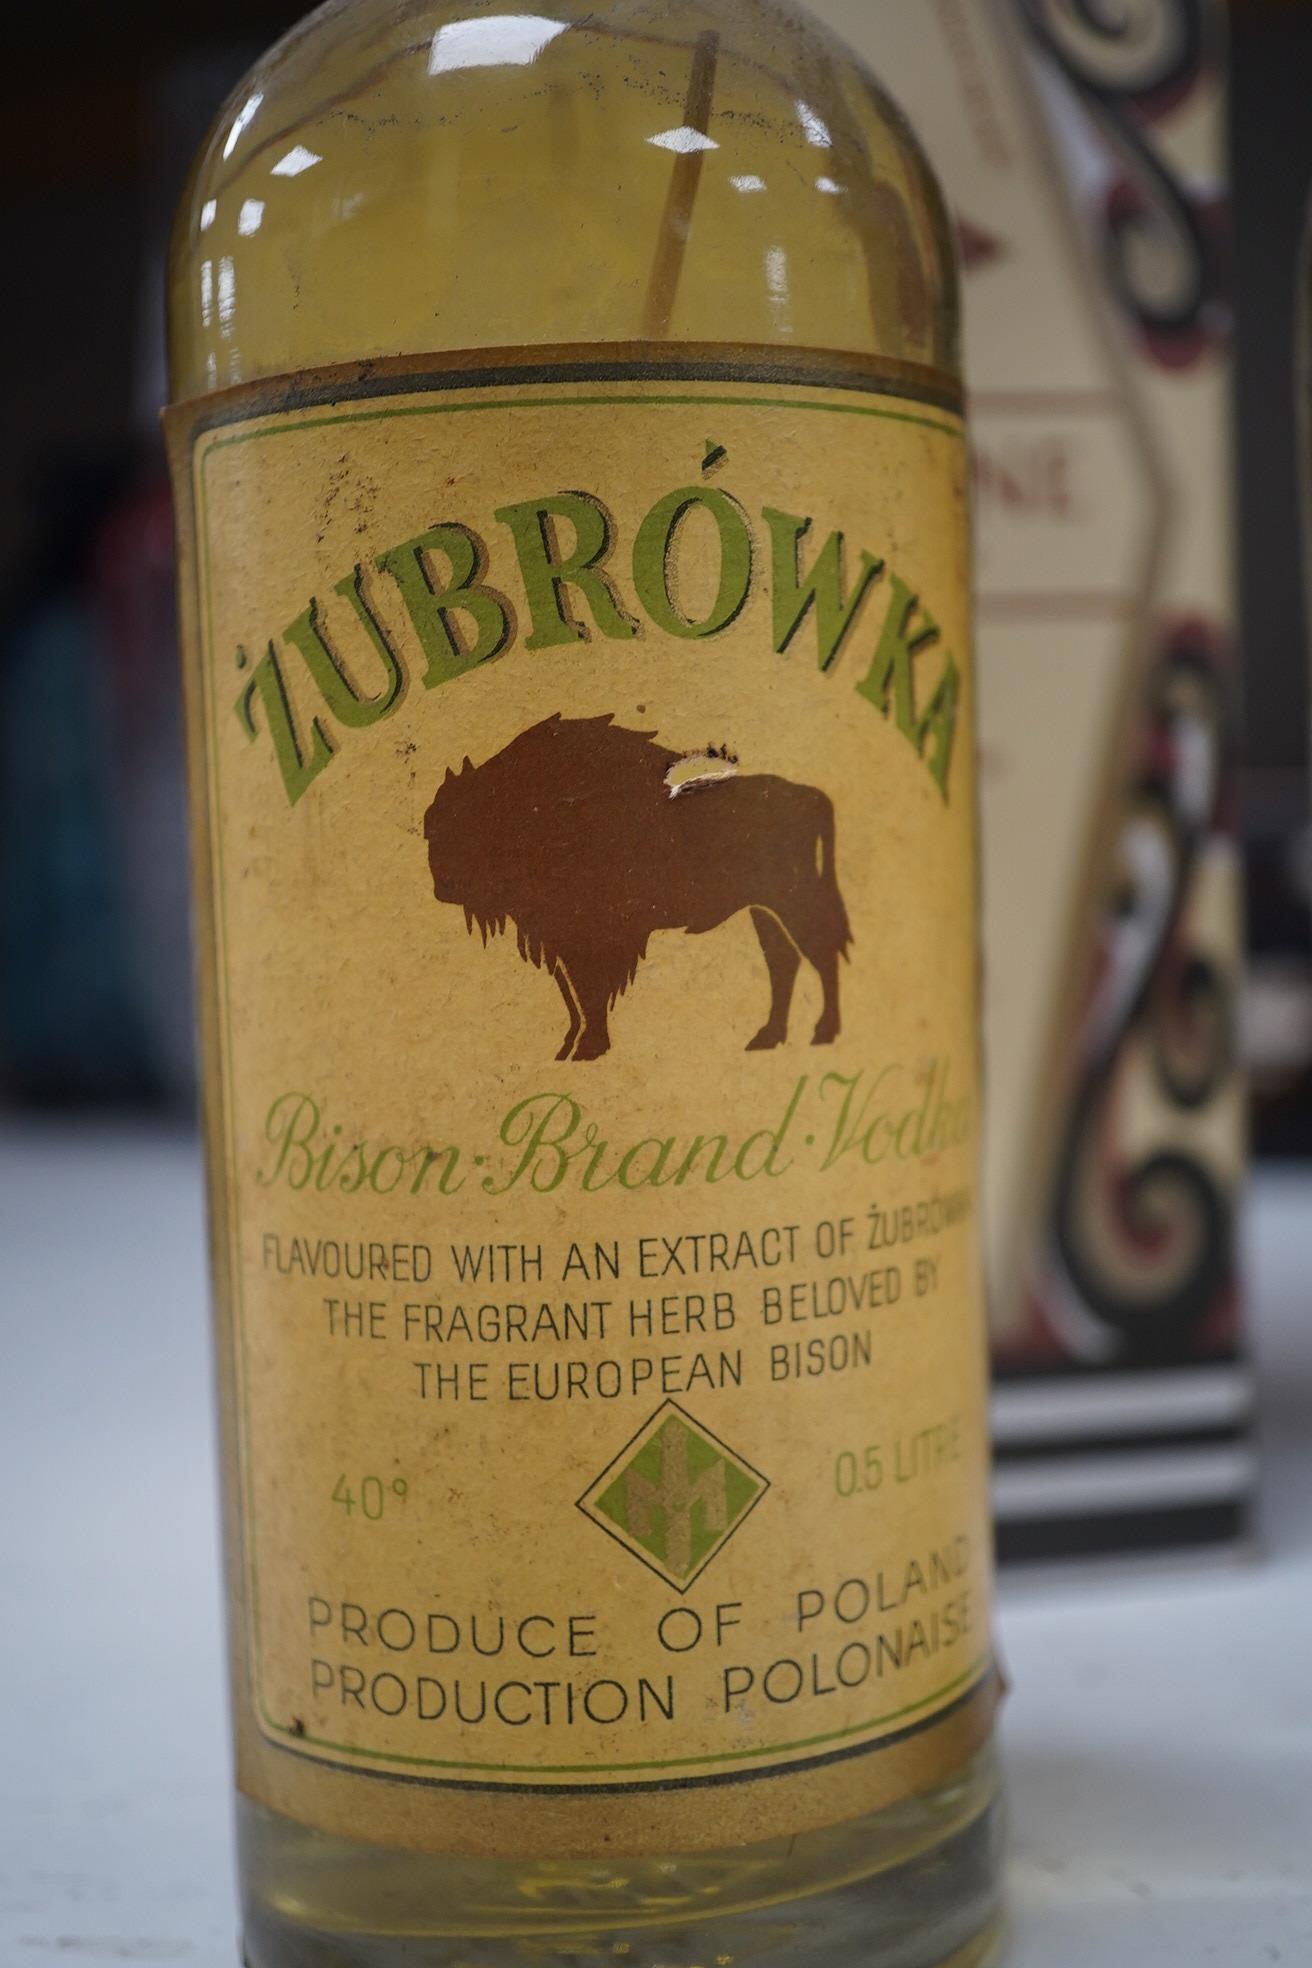 ŻUBRÓWKA
Bison·Brand·Vodka
FLAVOURED WITH AN EXTRACT OF ŻUBRÓWKA
THE FRAGRANT HERB BELOVED BY
THE EUROPEAN BISON
40° 0.5 LITRE
PRODUCE OF POLAND
PRODUCTION POLONAISE